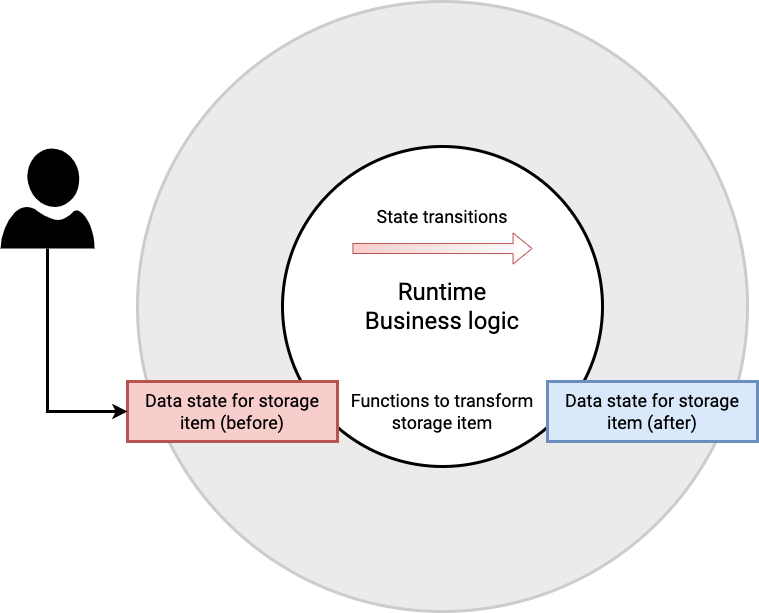 State transitions
Runtime
Business logic
Data state for storage
item (before)
Functions to transform
storage item
Data state for storage
item (after)